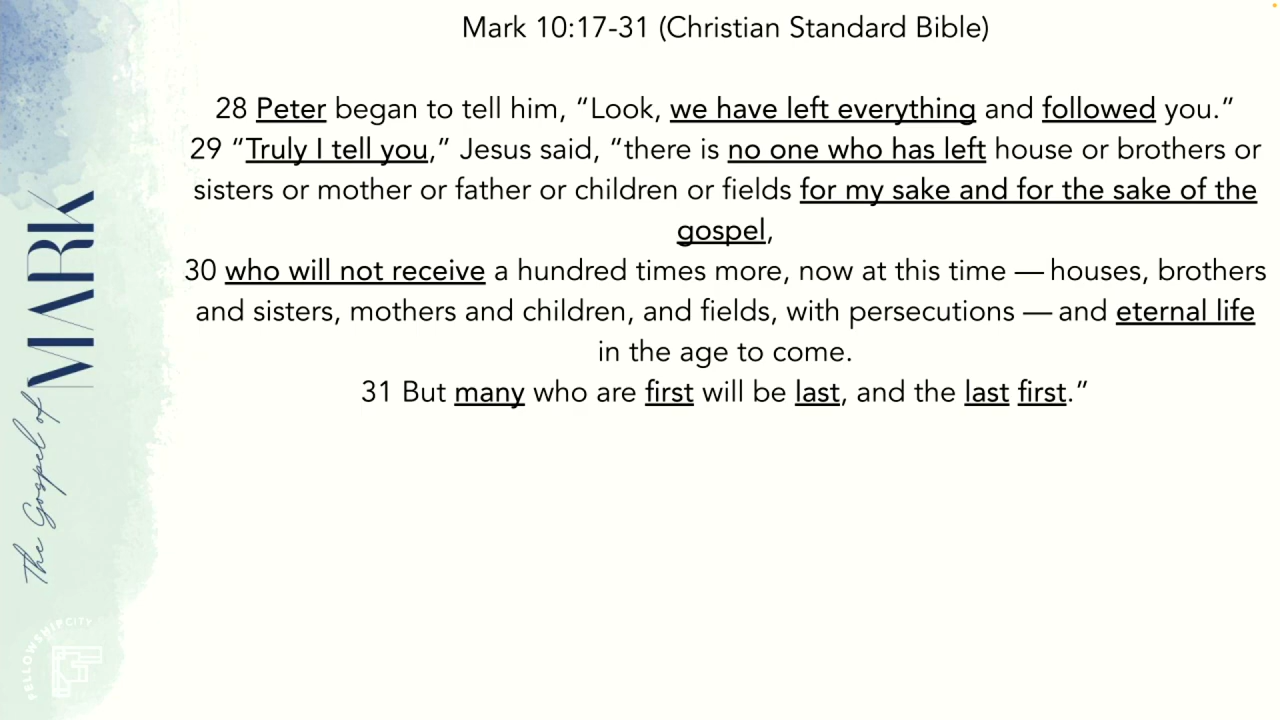 Mark 10:17-31 (Christian Standard Bible)
28 Peter began to tell him, “Look, we have left everything and followed you.”
29 “Truly I tell you,” Jesus said, “there is no one who has left house or brothers or
sisters or mother or father or children or fields for my sake and for the sake of the
gospel,
30 who will not receive a hundred times more, now at this time — houses, brothers
and sisters, mothers and children, and fields, with persecutions — and eternal life
in the age to come.
31 But many who are first will be last, and the last first.”
The Gospel of MARK
FELLOWSHIPCITY